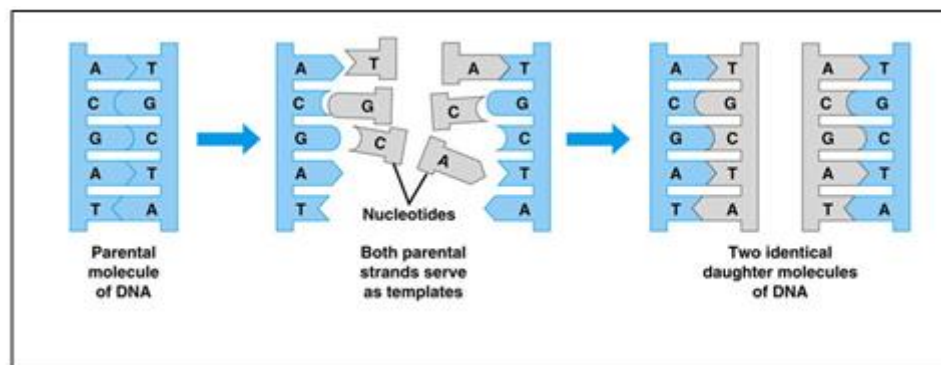 A T
C G
G C
A T
T A
Parental
molecule
of DNA
A T A T
C G C G
G C C
A A T
T A
Nucleotides
Both parental
strands serve
as templates
A T A T
C G C G
G C G C
A T A T
T A T A
Two identical
daughter molecules
of DNA